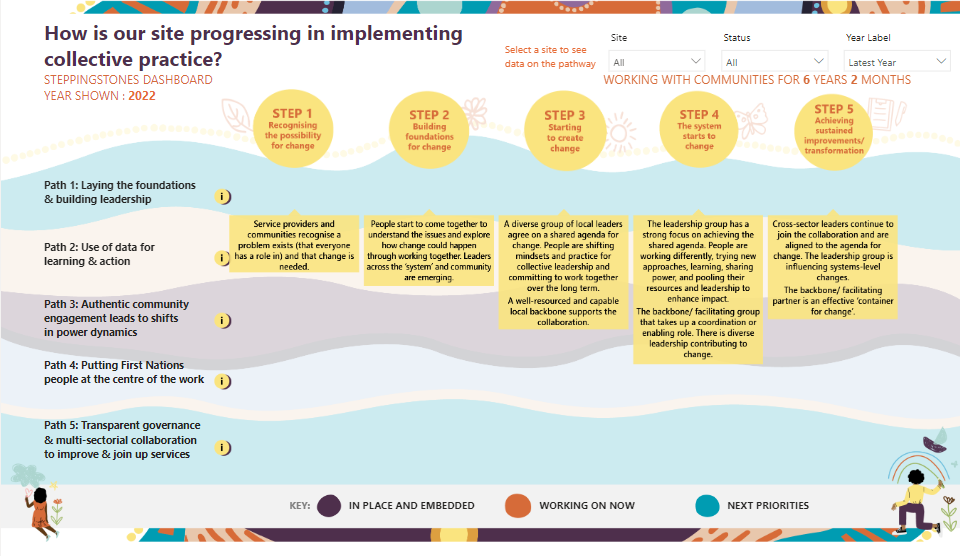 How is our site progressing in implementing
collective practice?
STEPPINGSTONES DASHBOARD
YEAR SHOWN : 2022
Select a site to see
data on the pathway
Site
All
Status
All
Year Label
Latest Year
WORKING WITH COMMUNITIES FOR 6 YEARS 2 MONTHS
STEP 1
Recognising
the possibility
for change
STEP 2
Building
foundations
for change
STEP 3
Starting
to create
change
STEP 4
The system
starts to
change
STEP 5
Achieving
sustained
improvements/
transformation
Path 1: Laying the foundations
& building leadership
i
Service providers and
communities recognise a
problem exists (that everyone
has a role in) and that change is
needed.
People start to come together to
understand the issues and explore
how change could happen
through working together. Leaders
across the 'system' and community
are emerging.
A diverse group of local leaders
agree on a shared agenda for
change. People are shifting
mindsets and practice for
collective leadership and
committing to work together
over the long term.
A well-resourced and capable
local backbone supports the
collaboration.
The leadership group has a
strong focus on achieving the
shared agenda. People are
working differently, trying new
approaches, learning, sharing
power, and pooling their
resources and leadership to
enhance impact.
The backbone/ facilitating group
that takes up a coordination or
enabling role. There is diverse
leadership contributing to
change.
Cross-sector leaders continue to
join the collaboration and are
aligned to the agenda for
change. The leadership group is
influencing systems-level
changes.
The backbone/ facilitating
partner is an effective 'container
for change'.
Path 2: Use of data for
learning & action
i
Path 3: Authentic community
engagement leads to shifts
in power dynamics
i
Path 4: Putting First Nations
people at the centre of the work
i
Path 5: Transparent governance
& multi-sectorial collaboration
to improve & join up services
i
KEY:
IN PLACE AND EMBEDDED
WORKING ON NOW
NEXT PRIORITIES